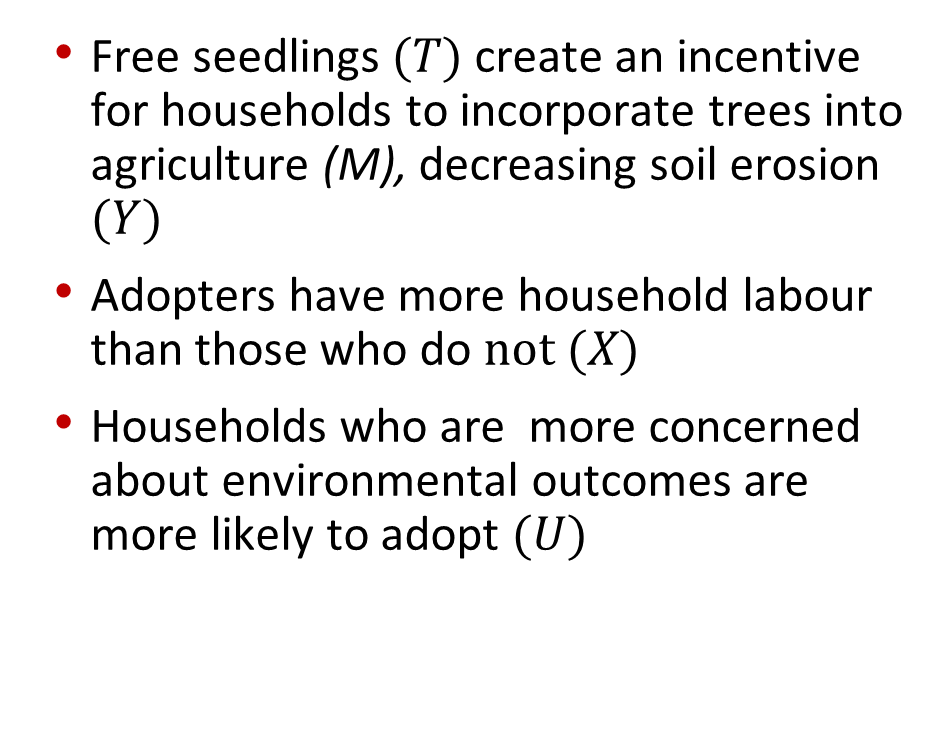 • Free seedlings (T) create an incentive
for households to incorporate trees into
agriculture (M), decreasing soil erosion
(Y)
• Adopters have more household labour
than those who do not (X)
• Households who are  more concerned
about environmental outcomes are
more likely to adopt (U)